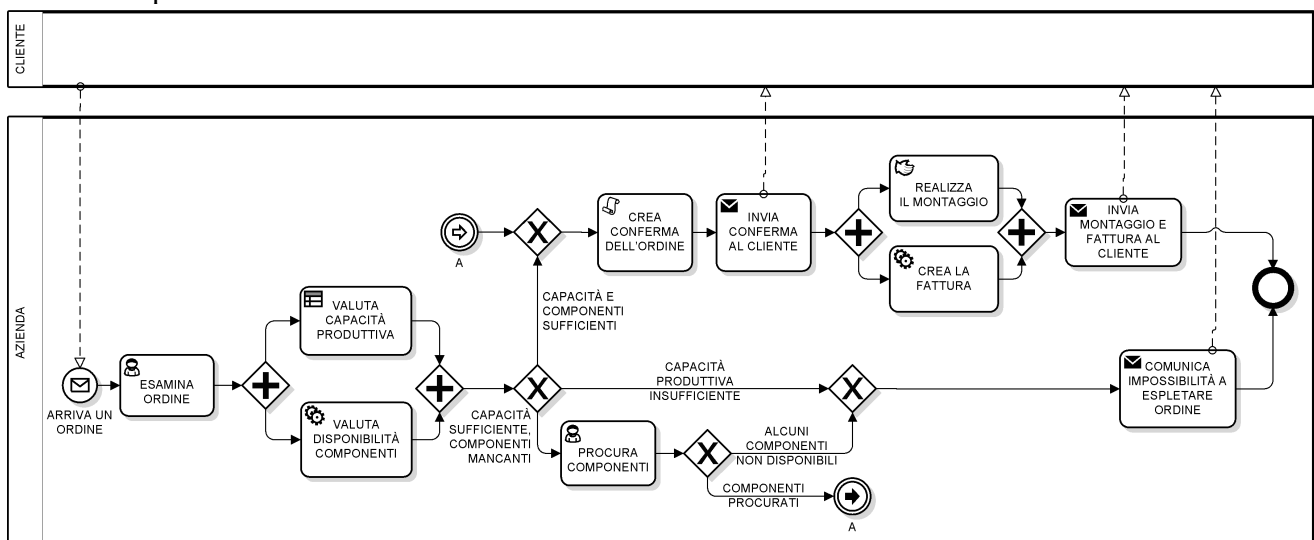 CLIENTE
AZIENDA
ARRIVA UN
ORDINE
ESAMINA
ORDINE
VALUTA
CAPACITÀ
PRODUTTIVA
VALUTA
DISPONIBILITÀ
COMPONENTI
A
CAPACITÀ E
COMPONENTI
SUFFICIENTI
CREA
CONFERMA
DELL'ORDINE
INVIA
CONFERMA
AL CLIENTE
REALIZZA
IL MONTAGGIO
CREA LA
FATTURA
INVIA
MONTAGGIO E
FATTURA AL
CLIENTE
CAPACITÀ
PRODUTTIVA
INSUFFICIENTE
CAPACITÀ
SUFFICIENTE,
COMPONENTI
MANCANTI
PROCURA
COMPONENTI
ALCUNI
COMPONENTI
NON DISPONIBILI
COMPONENTI
PROCURATI
A
COMUNICA
IMPOSSIBILITÀ A
ESPLETARE
ORDINE